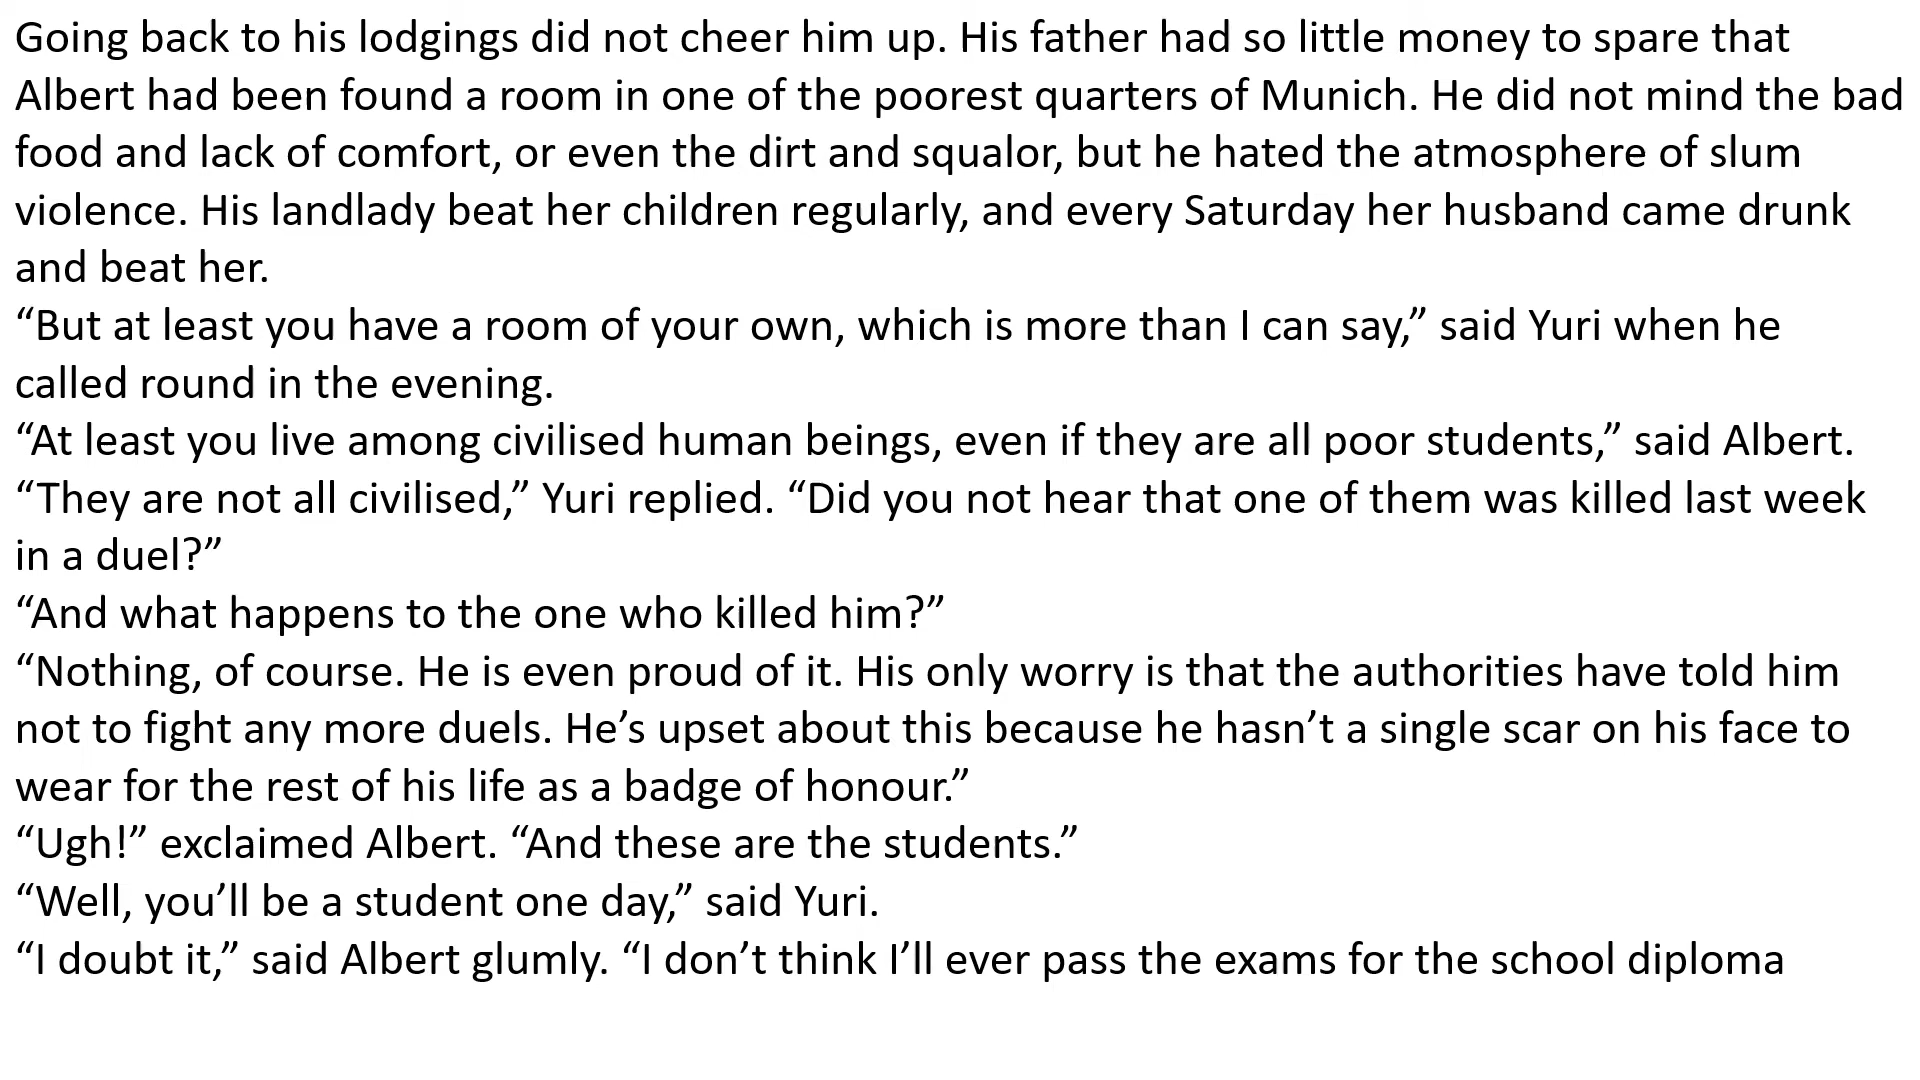 Going back to his lodgings did not cheer him up. His father had so little money to spare that
Albert had been found a room in one of the poorest quarters of Munich. He did not mind the bad
food and lack of comfort, or even the dirt and squalor, but he hated the atmosphere of slum
violence. His landlady beat her children regularly, and every Saturday her husband came drunk
and beat her.
“But at least you have a room of your own, which is more than I can say,” said Yuri when he
called round in the evening.
“At least you live among civilised human beings, even if they are all poor students,” said Albert.
“They are not all civilised,” Yuri replied. “Did you not hear that one of them was killed last week
in a duel?”
“And what happens to the one who killed him?”
“Nothing, of course. He is even proud of it. His only worry is that the authorities have told him
not to fight any more duels. He’s upset about this because he hasn’t a single scar on his face to
wear for the rest of his life as a badge of honour.”
“Ugh!” exclaimed Albert. “And these are the students.”
“Well, you’ll be a student one day,” said Yuri.
“I doubt it,” said Albert glumly. “I don’t think I’ll ever pass the exams for the school diploma